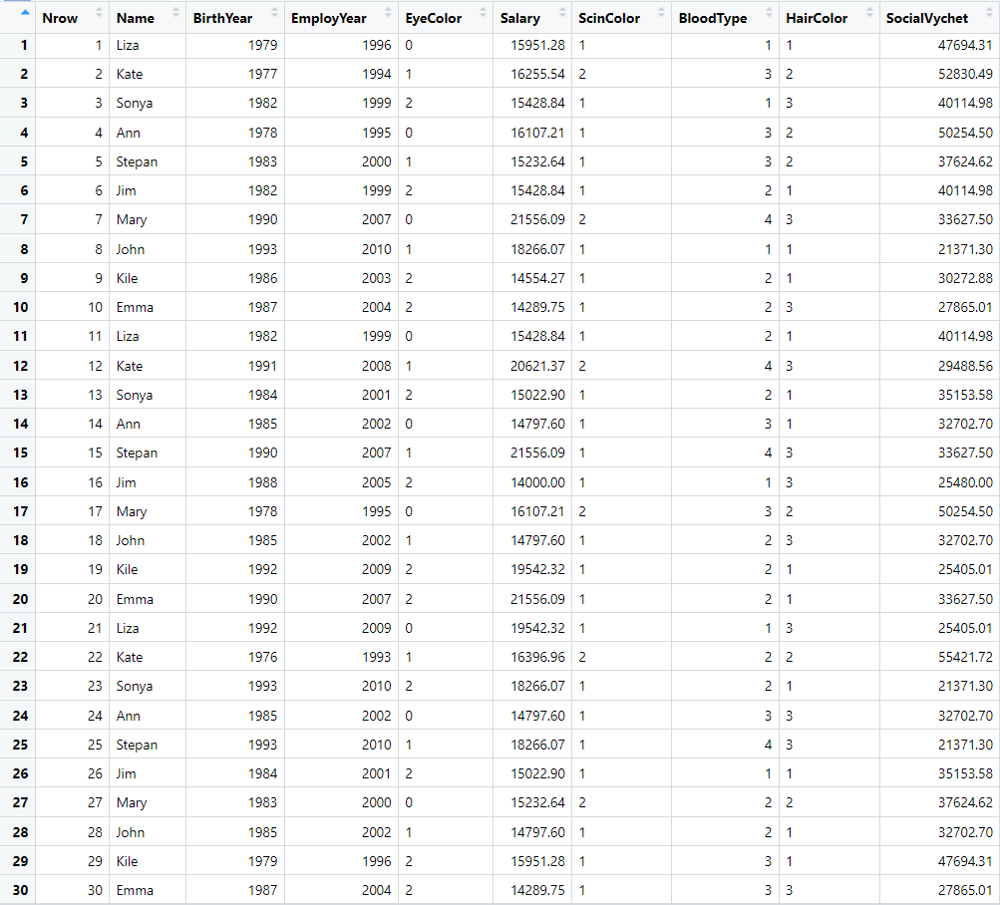 Nrow Name BirthYear EmployYear EyeColor Salary ScinColor BloodType HairColor SocialVychet
1 1 Liza 1979 1996 0 15951.28 1 1 1 47694.31
2 2 Kate 1977 1994 1 16255.54 2 3 2 52830.49
3 3 Sonya 1982 1999 2 15428.84 1 1 3 40114.98
4 4 Ann 1978 1995 0 16107.21 1 3 2 50254.50
5 5 Stepan 1983 2000 1 15232.64 1 3 2 37624.62
6 6 Jim 1982 1999 2 15428.84 1 2 1 40114.98
7 7 Mary 1990 2007 0 21556.09 2 4 3 33627.50
8 8 John 1993 2010 1 18266.07 1 1 1 21371.30
9 9 Kile 1986 2003 2 14554.27 1 2 1 30272.88
10 10 Emma 1987 2004 2 14289.75 1 2 3 27865.01
11 11 Liza 1982 1999 0 15428.84 1 2 1 40114.98
12 12 Kate 1991 2008 1 20621.37 2 4 3 29488.56
13 13 Sonya 1984 2001 2 15022.90 1 2 1 35153.58
14 14 Ann 1985 2002 0 14797.60 1 3 1 32702.70
15 15 Stepan 1990 2007 1 21556.09 1 4 3 33627.50
16 16 Jim 1988 2005 2 14000.00 1 1 3 25480.00
17 17 Mary 1978 1995 0 16107.21 2 3 2 50254.50
18 18 John 1985 2002 1 14797.60 1 2 3 32702.70
19 19 Kile 1992 2009 2 19542.32 1 2 1 25405.01
20 20 Emma 1990 2007 2 21556.09 1 2 1 33627.50
21 21 Liza 1992 2009 0 19542.32 1 1 3 25405.01
22 22 Kate 1976 1993 1 16396.96 2 2 2 55421.72
23 23 Sonya 1993 2010 2 18266.07 1 2 1 21371.30
24 24 Ann 1985 2002 0 14797.60 1 3 3 32702.70
25 25 Stepan 1993 2010 1 18266.07 1 4 3 21371.30
26 26 Jim 1984 2001 2 15022.90 1 1 1 35153.58
27 27 Mary 1983 2000 0 15232.64 2 2 2 37624.62
28 28 John 1985 2002 1 14797.60 1 2 1 32702.70
29 29 Kile 1979 1996 2 15951.28 1 3 1 47694.31
30 30 Emma 1987 2004 2 14289.75 1 3 3 27865.01